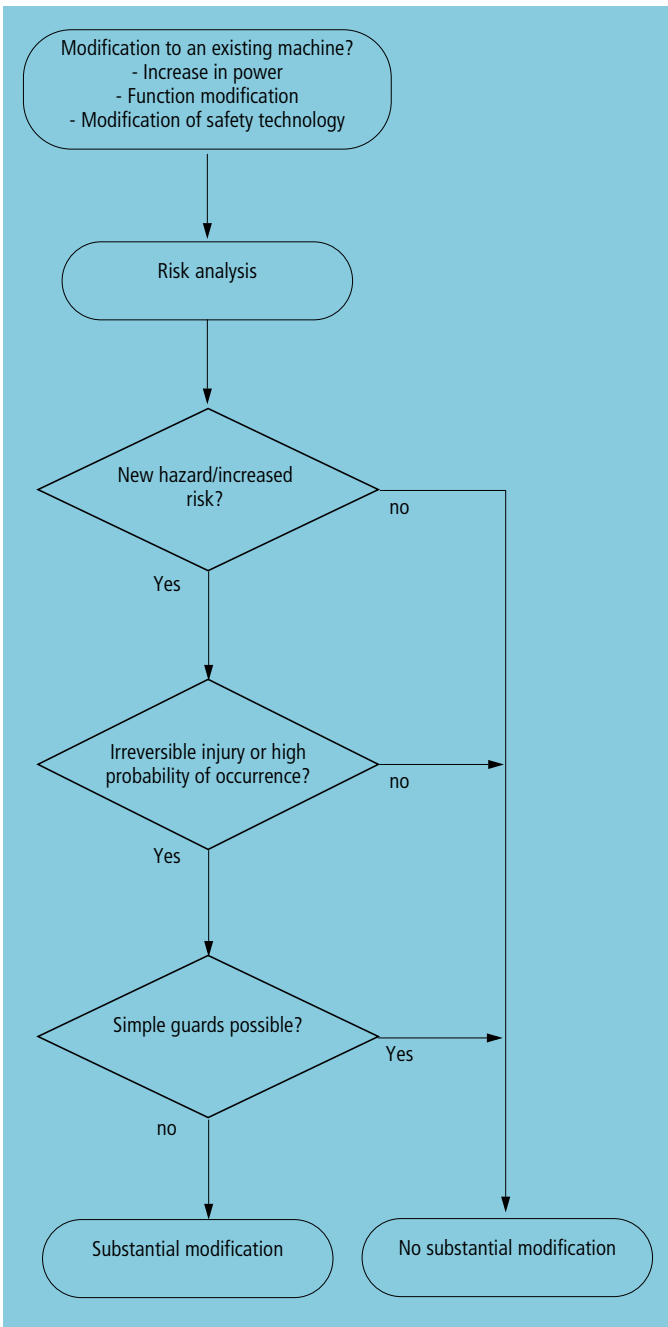 Modification to an existing machine?
- Increase in power
- Function modification
- Modification of safety technology
Risk analysis
New hazard/increased
risk?
no
Yes
Irreversible injury or high
probability of occurrence?
no
Yes
Simple guards possible?
Yes
no
Substantial modification
No substantial modification